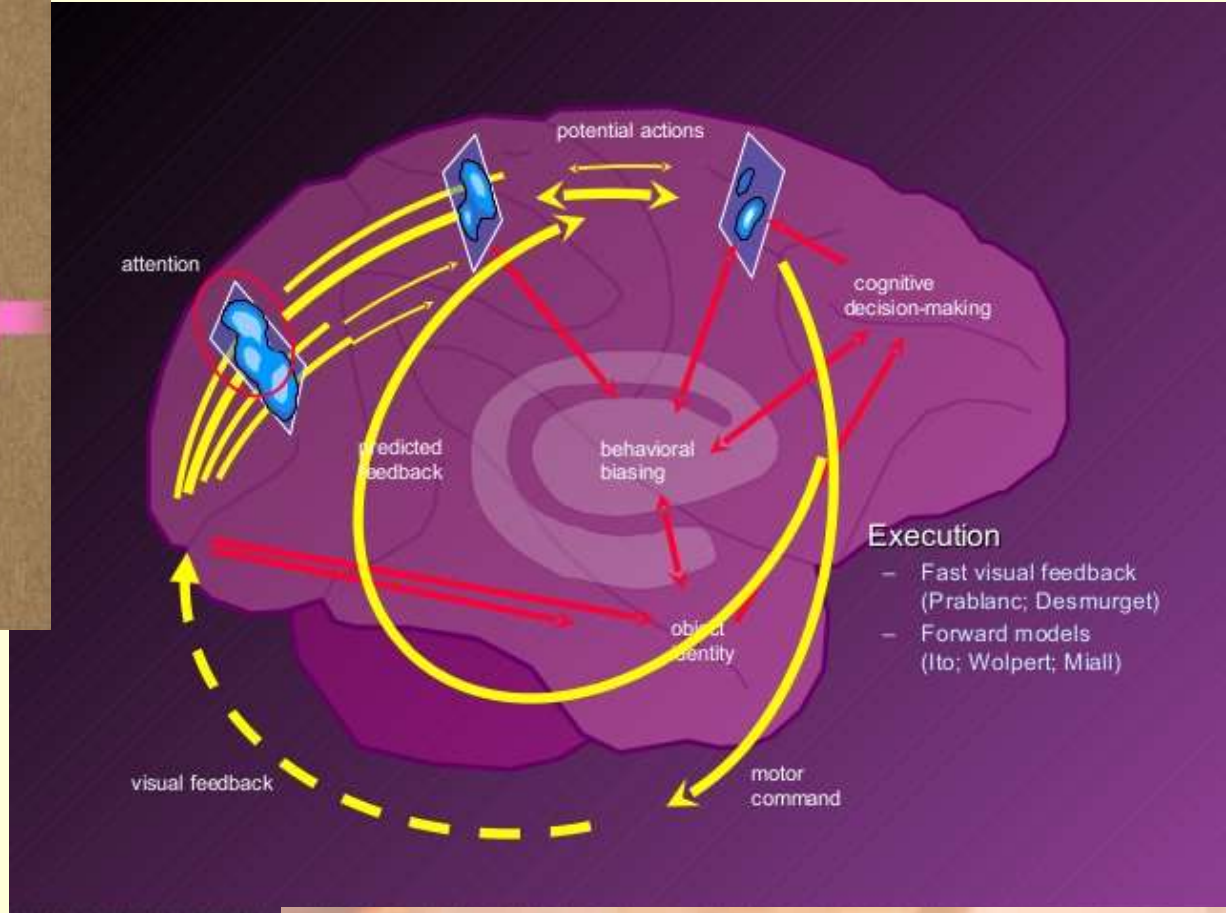 potential actions
attention
cognitive
decision-making
predicted
feedback
behavioral
biasing
Execution
– Fast visual feedback
(Prablanc; Desmurget)
– Forward models
(Ito; Wolpert; Miall)
object
identity
visual feedback
motor
command